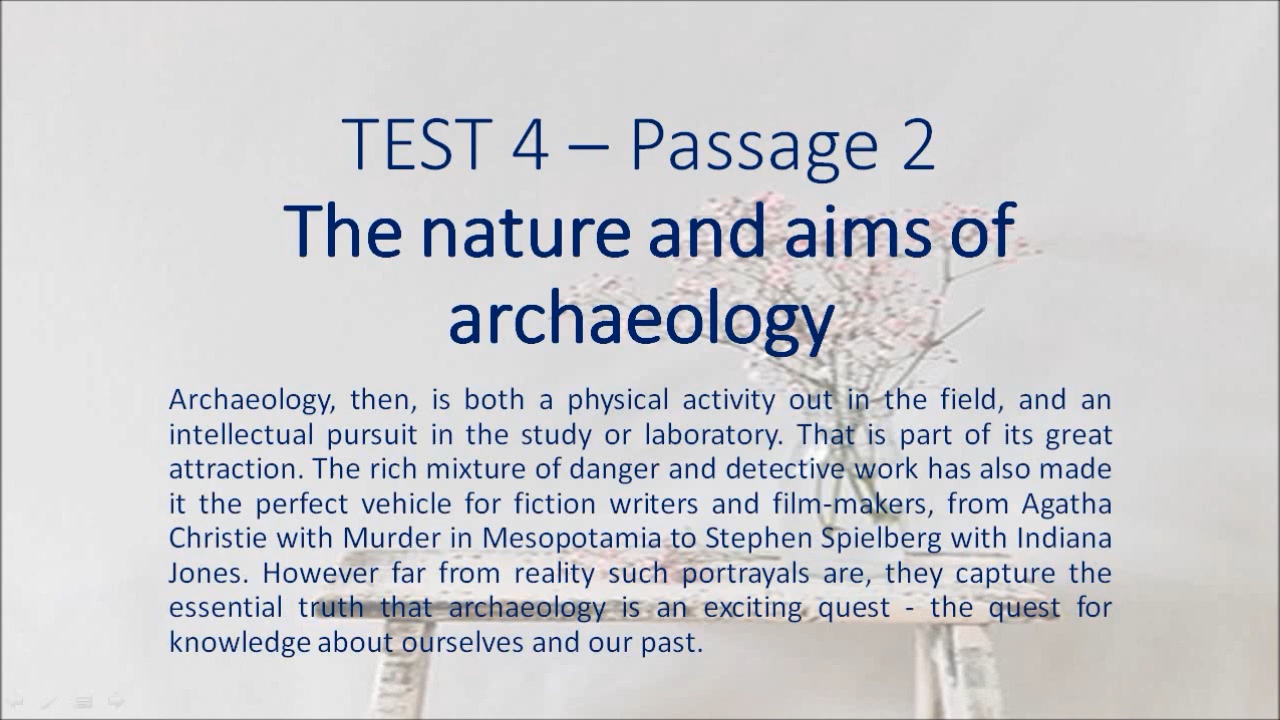 TEST 4 – Passage 2
The nature and aims of
archaeology
Archaeology, then, is both a physical activity out in the field, and an
intellectual pursuit in the study or laboratory. That is part of its great
attraction. The rich mixture of danger and detective work has also made
it the perfect vehicle for fiction writers and film-makers, from Agatha
Christie with Murder in Mesopotamia to Stephen Spielberg with Indiana
Jones. However far from reality such portrayals are, they capture the
essential truth that archaeology is an exciting quest - the quest for
knowledge about ourselves and our past.